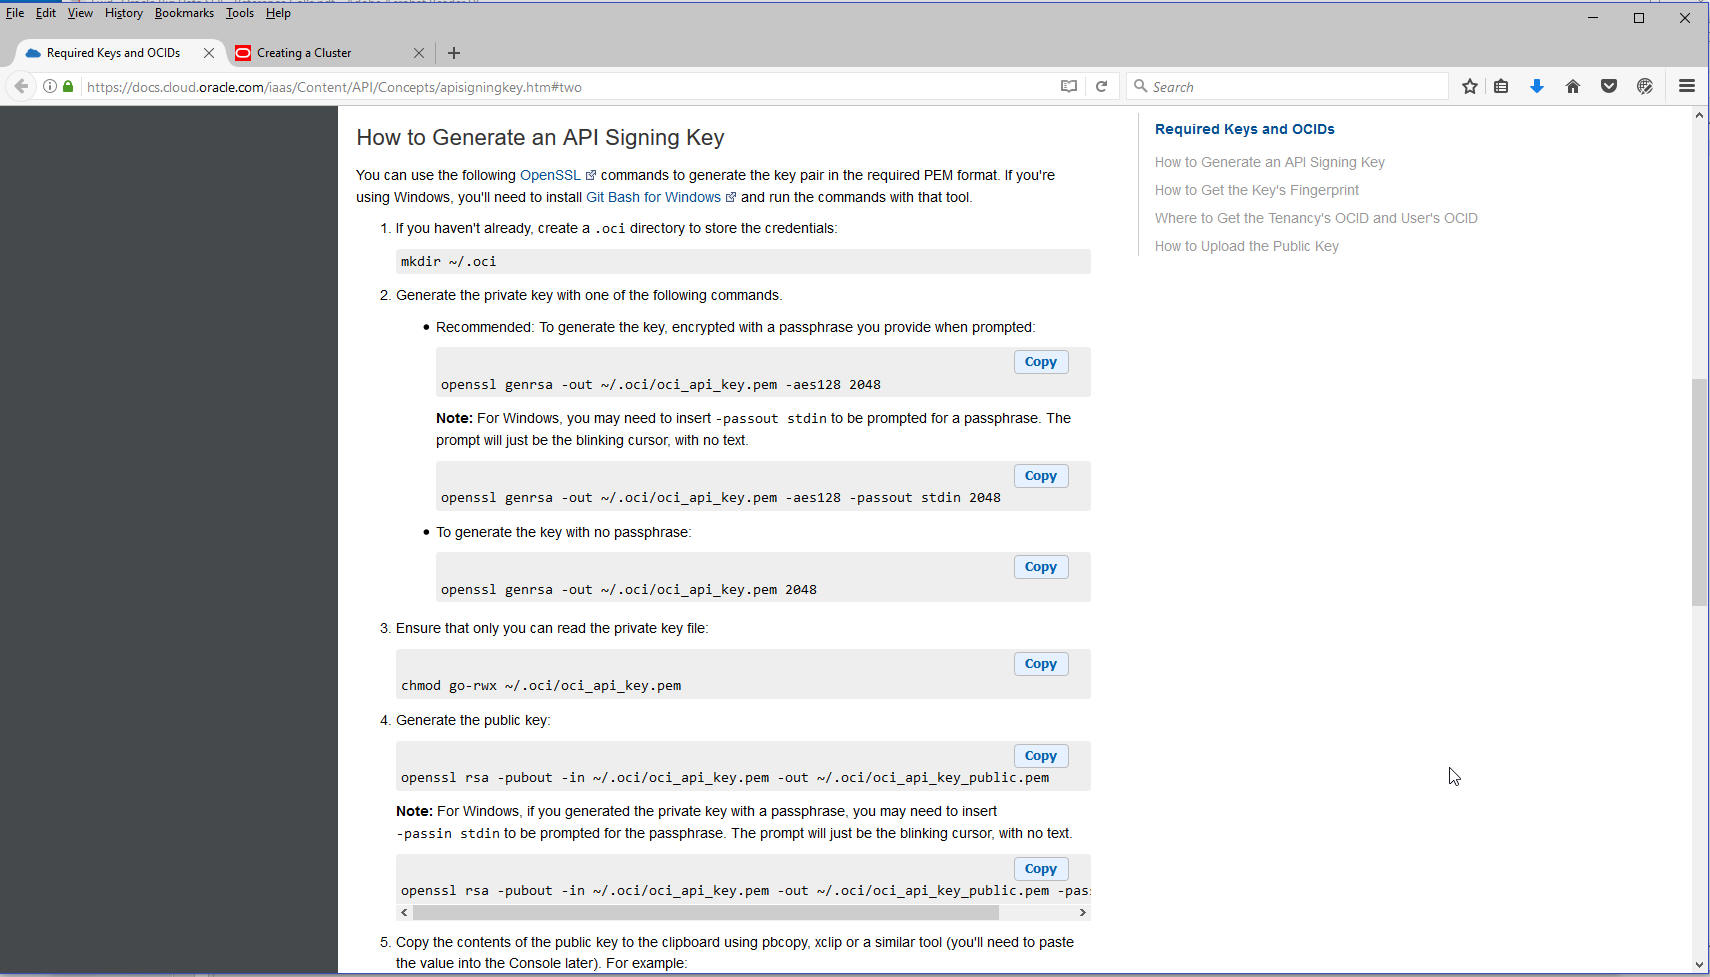 File Edit View History Bookmarks Tools Help
Required Keys and OCIDs
Creating a Cluster
https://docs.cloud.oracle.com/iaas/Content/API/Concepts/apisigningkey.htm#two
Search
How to Generate an API Signing Key
You can use the following OpenSSL commands to generate the key pair in the required PEM format. If you're
using Windows, you'll need to install Git Bash for Windows and run the commands with that tool.
1. If you haven't already, create a .oci directory to store the credentials:
mkdir ~/.oci
2. Generate the private key with one of the following commands.
• Recommended: To generate the key, encrypted with a passphrase you provide when prompted:
Copy
openssl genrsa -out ~/.oci/oci_api_key.pem -aes128 2048
Note: For Windows, you may need to insert -passout stdin to be prompted for a passphrase. The
prompt will just be the blinking cursor, with no text.
Copy
openssl genrsa -out ~/.oci/oci_api_key.pem -aes128 -passout stdin 2048
• To generate the key with no passphrase:
Copy
openssl genrsa -out ~/.oci/oci_api_key.pem 2048
3. Ensure that only you can read the private key file:
Copy
chmod go-rwx ~/.oci/oci_api_key.pem
4. Generate the public key:
Copy
openssl rsa -pubout -in ~/.oci/oci_api_key.pem -out ~/.oci/oci_api_key_public.pem
Note: For Windows, if you generated the private key with a passphrase, you may need to insert
-passin stdin to be prompted for the passphrase. The prompt will just be the blinking cursor, with no text.
Copy
openssl rsa -pubout -in ~/.oci/oci_api_key.pem -out ~/.oci/oci_api_key_public.pem -pas
5. Copy the contents of the public key to the clipboard using pbcopy, xclip or a similar tool (you'll need to paste
the value into the Console later). For example:
Required Keys and OCIDs
How to Generate an API Signing Key
How to Get the Key's Fingerprint
Where to Get the Tenancy's OCID and User's OCID
How to Upload the Public Key